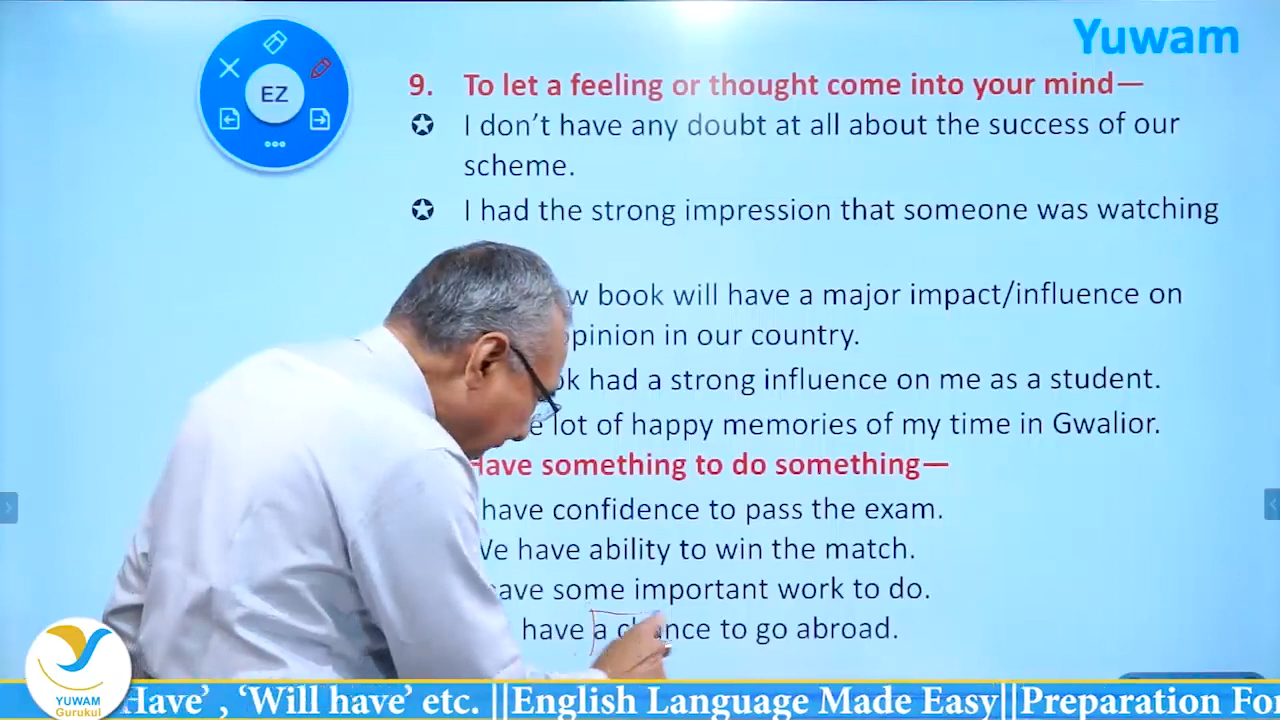 Yuwam
EZ
9. To let a feeling or thought come into your mind—
✪ I don’t have any doubt at all about the success of our
scheme.
✪ I had the strong impression that someone was watching
book will have a major impact/influence on
in our country.
had a strong influence on me as a student.
lot of happy memories of my time in Gwalior.
Have something to do something—
have confidence to pass the exam.
We have ability to win the match.
some important work to do.
have a chance to go abroad.
YUWAM
Gurukul
Have’ , ‘Will have’ etc. ||English Language Made Easy||Preparation For